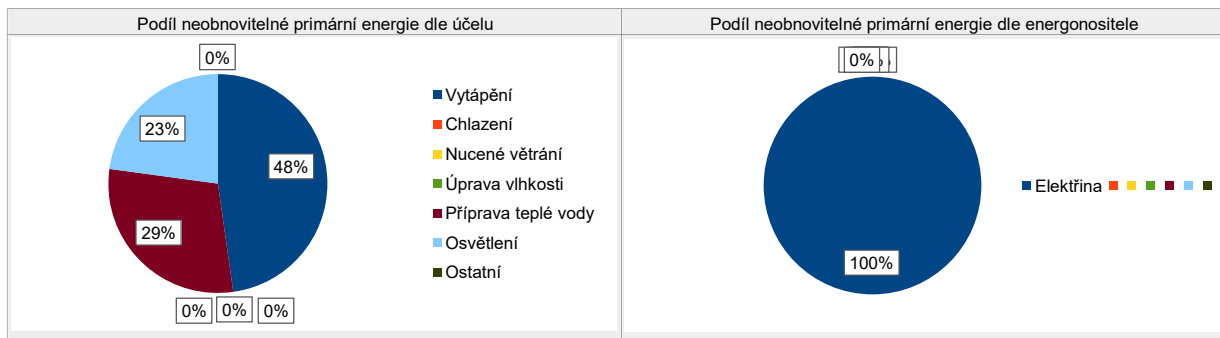 Podíl neobnovitelné primární energie dle účelu
0%
23%
48%
29%
0%
0%
0%
Vytápění
Chlazení
Nucené větrání
Úprava vlhkosti
Příprava teplé vody
Osvětlení
Ostatní
Podíl neobnovitelné primární energie dle energonositele
0%
%
100%
Elektřina